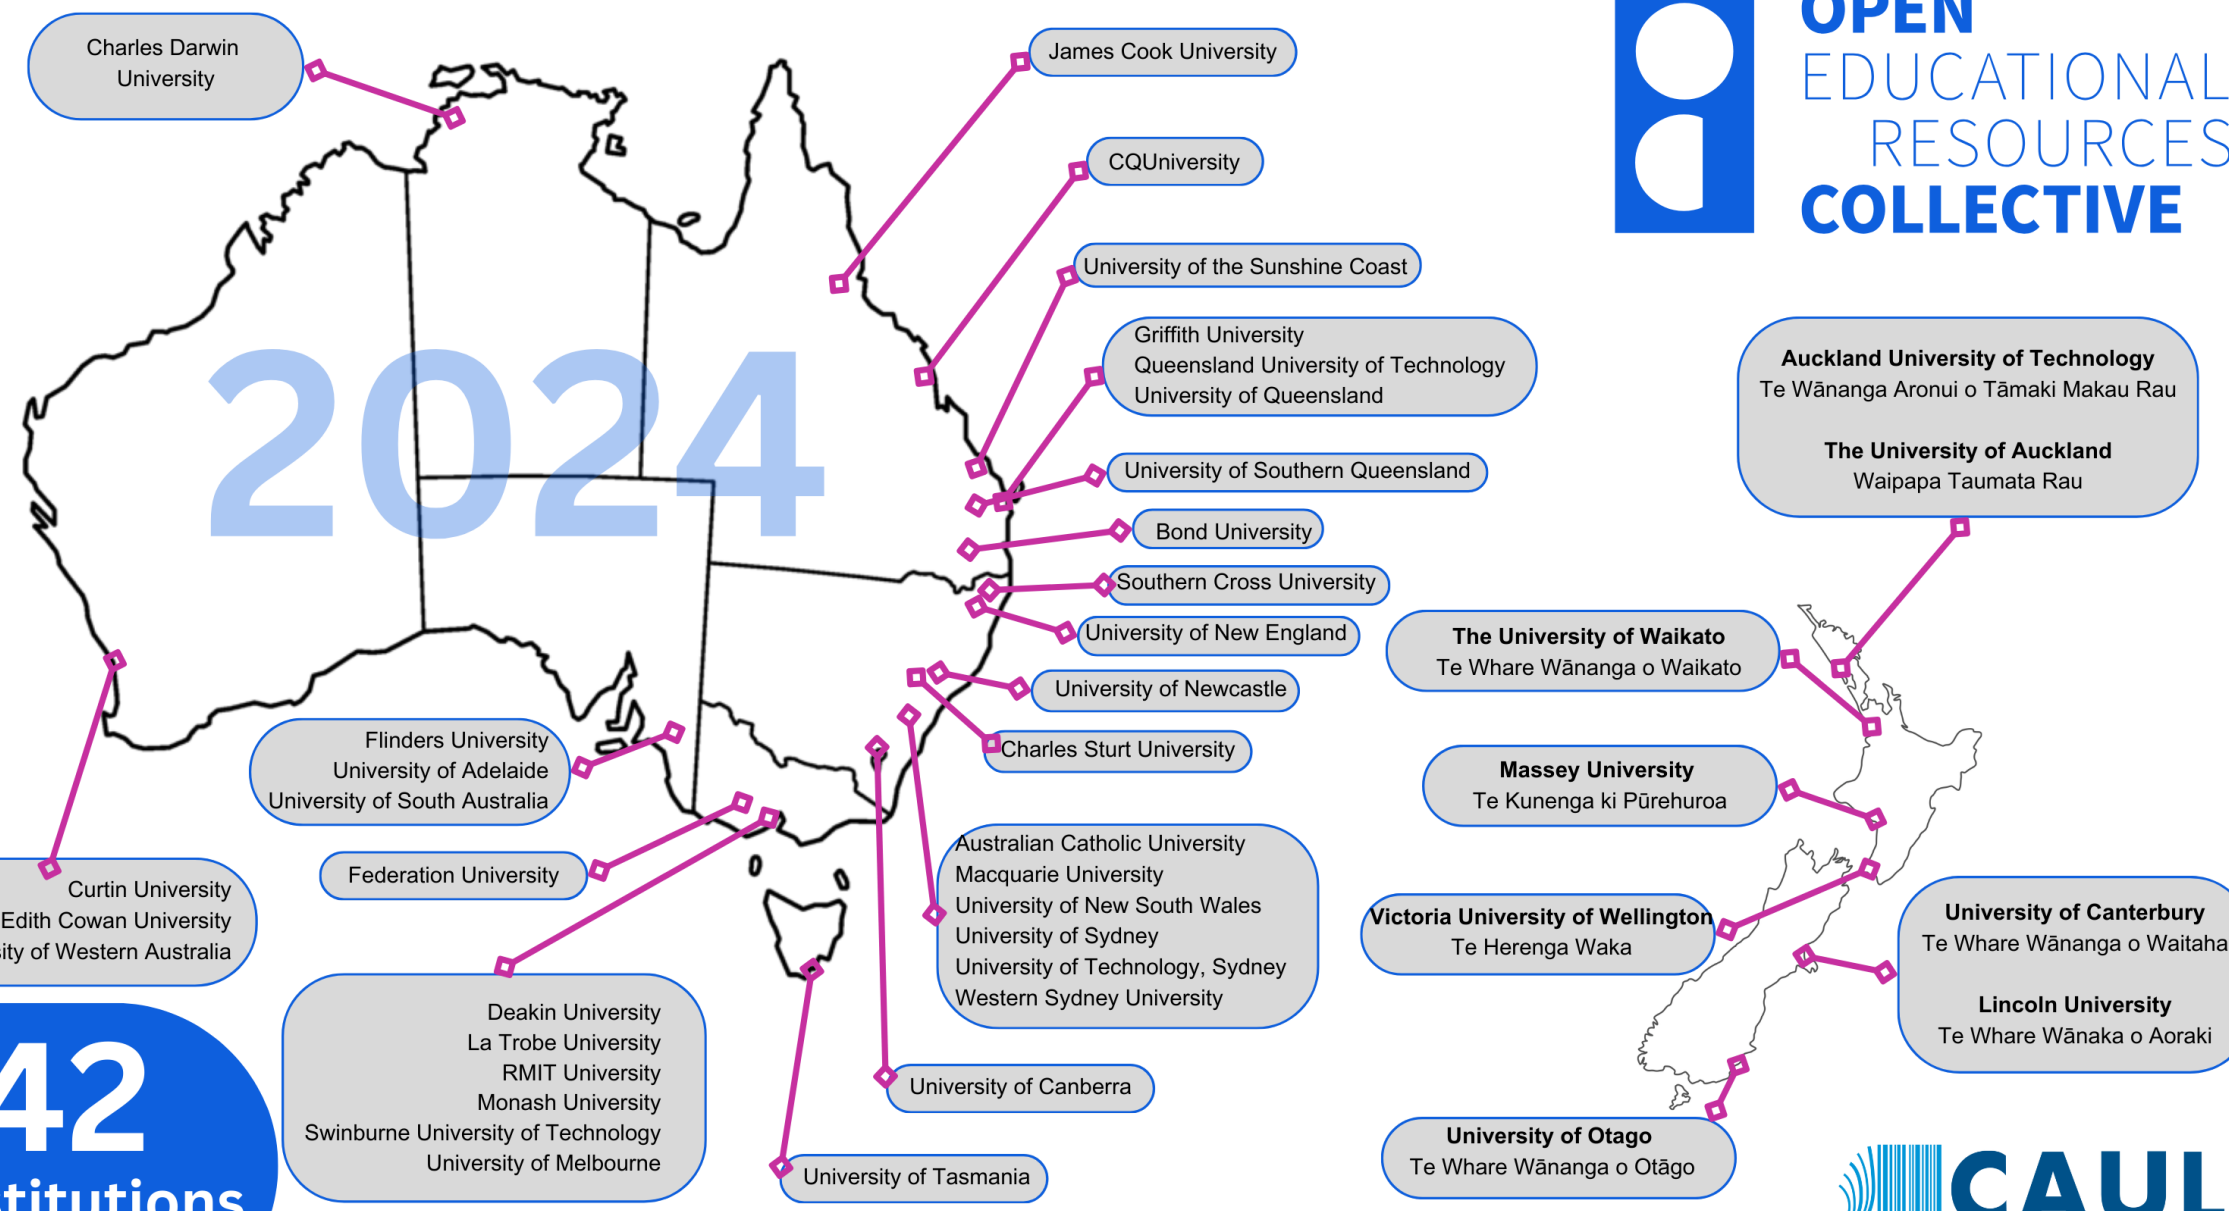 Charles Darwin
University
James Cook University
CQUniversity
University of the Sunshine Coast
Griffith University
Queensland University of Technology
University of Queensland
University of Southern Queensland
Bond University
Southern Cross University
University of New England
University of Newcastle
Charles Sturt University
Australian Catholic University
Macquarie University
University of New South Wales
University of Sydney
University of Technology, Sydney
Western Sydney University
University of Canberra
University of Tasmania
2024
Flinders University
University of Adelaide
University of South Australia
Federation University
Deakin University
La Trobe University
RMIT University
Monash University
Swinburne University of Technology
University of Melbourne
Curtin University
Edith Cowan University
sity of Western Australia
42
titutions
OPEN
EDUCATIONAL
RESOURCES
COLLECTIVE
Auckland University of Technology
Te Wānanga Aronui o Tāmaki Makau Rau
The University of Auckland
Waipapa Taumata Rau
The University of Waikato
Te Whare Wānanga o Waikato
Massey University
Te Kunenga ki Pūrehuroa
Victoria University of Wellington
Te Herenga Waka
University of Canterbury
Te Whare Wānanga o Waitaha
Lincoln University
Te Whare Wānaka o Aoraki
University of Otago
Te Whare Wānanga o Otāgo
CAUL